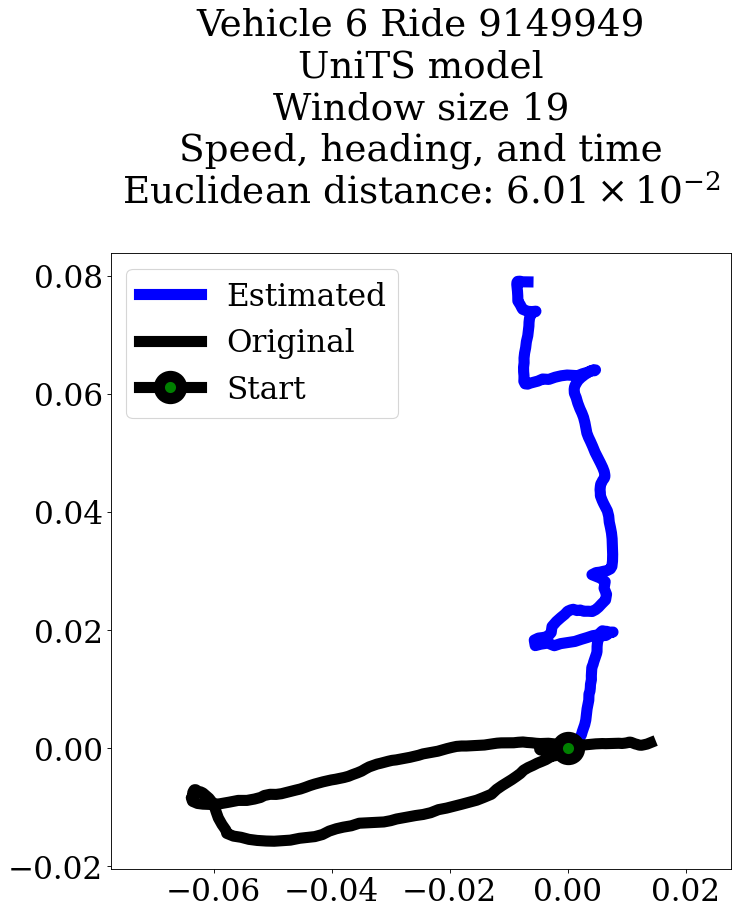 Vehicle 6 Ride 9149949
UniTS model
Window size 19
Speed, heading, and time
Euclidean distance: 6.01 × 10⁻²
0.08
0.06
0.04
0.02
0.00
−0.02
Estimated
Original
Start
−0.06 −0.04 −0.02 0.00 0.02